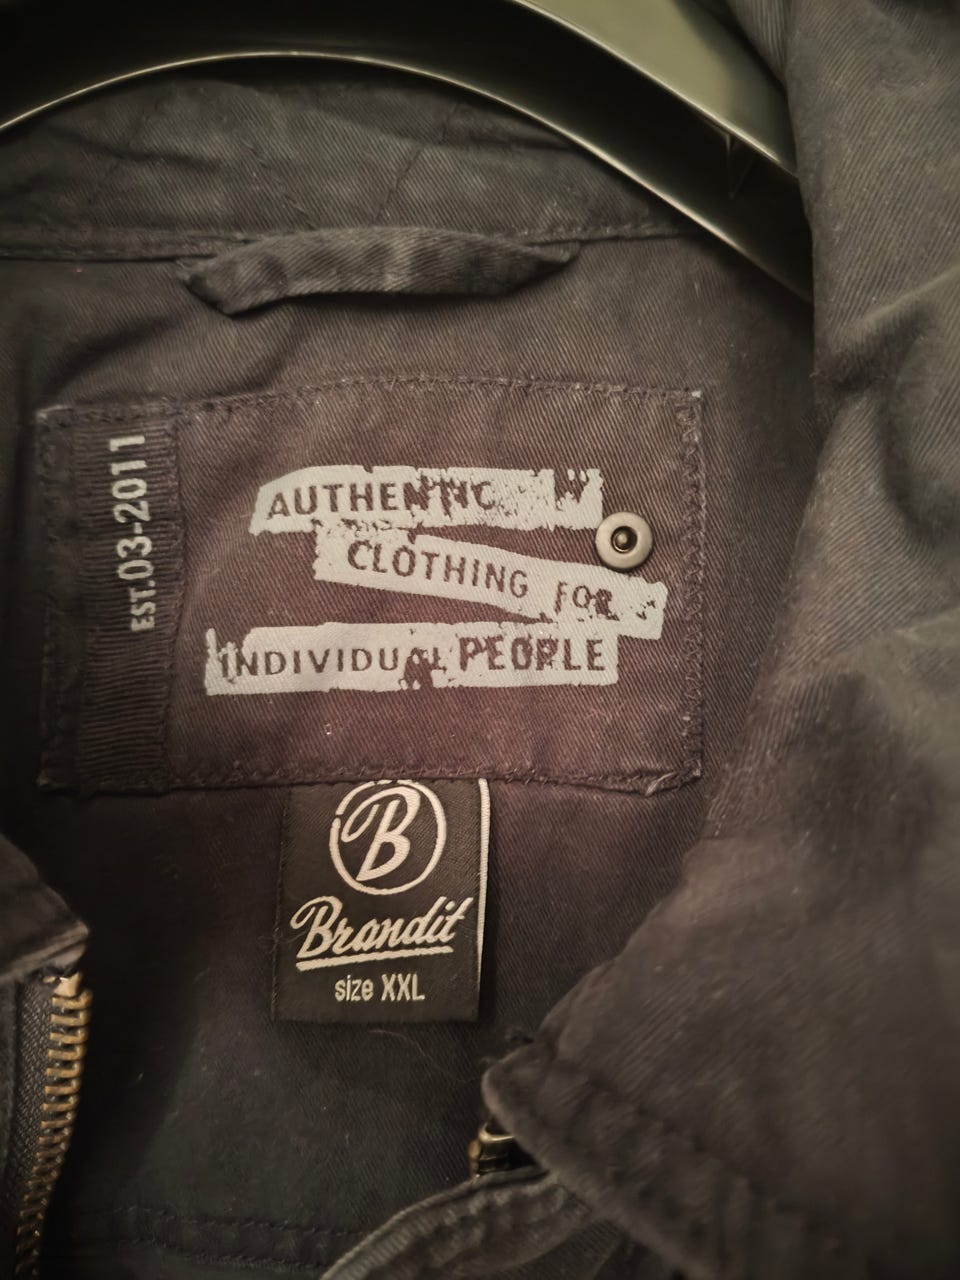 EST.03-2011
AUTHENTIC
CLOTHING FOR
INDIVIDUAL PEOPLE
B
Brandit
size XXL